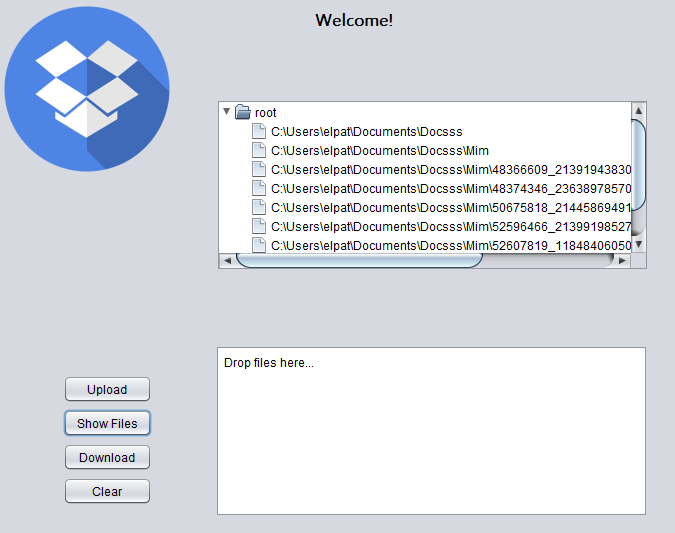 Welcome!
root
C:\Users\elpat\Documents\Docsss
C:\Users\elpat\Documents\Docsss\Mim
C:\Users\elpat\Documents\Docsss\Mim\48366609_21391943830
C:\Users\elpat\Documents\Docsss\Mim\48374346_23638978570
C:\Users\elpat\Documents\Docsss\Mim\50675818_21445869491
C:\Users\elpat\Documents\Docsss\Mim\52596466_21399198527
C:\Users\elpat\Documents\Docsss\Mim\52607819_11848406050
Drop files here...
Upload
Show Files
Download
Clear